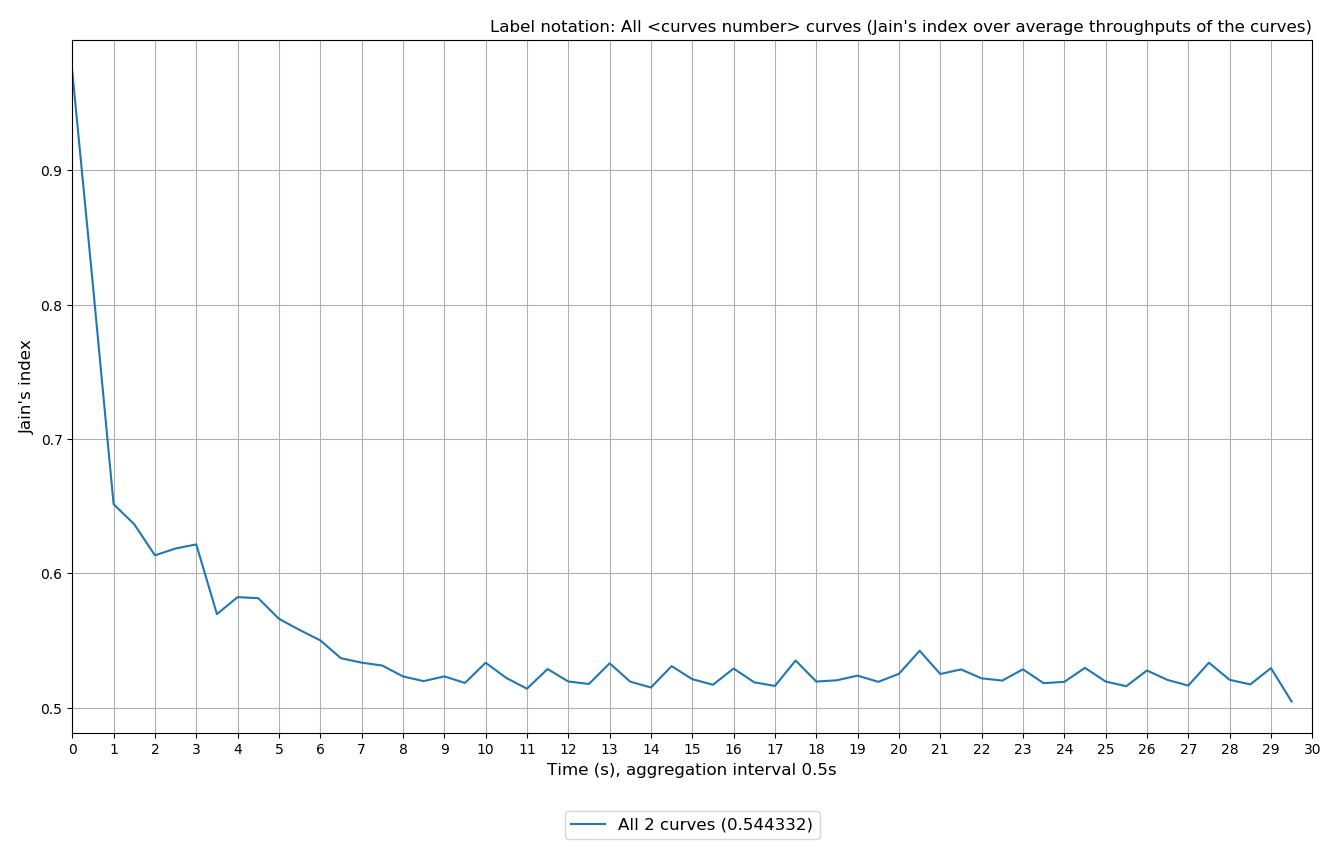 Label notation: All <curves number> curves (Jain's index over average throughputs of the curves)
0.9
0.8
0.7
0.6
0.5
Jain's index
0 1 2 3 4 5 6 7 8 9 10 11 12 13 14 15 16 17 18 19 20 21 22 23 24 25 26 27 28 29 30
Time (s), aggregation interval 0.5s
All 2 curves (0.544332)